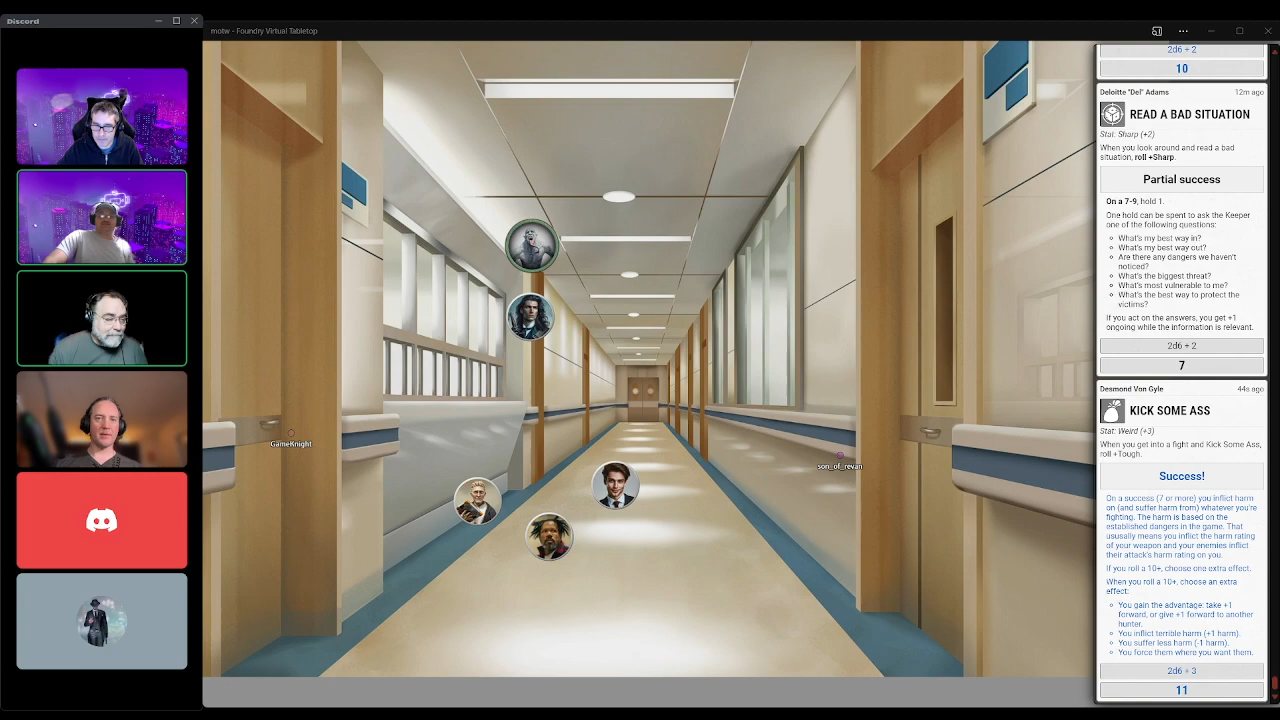 Discord
motw - Foundry Virtual Tabletop
GameKnight
son_of_revan
2d6 + 2
10
Deloitte "Del" Adams
12m ago
READ A BAD SITUATION
Stat: Sharp (+2)
When you look around and read a bad
situation, roll +Sharp.
Partial success
On a 7-9, hold 1.
One hold can be spent to ask the Keeper
one of the following questions:
What's my best way in?
What's my best way out?
Are there any dangers we haven't
noticed?
What's the biggest threat?
What's most vulnerable to me?
What's the best way to protect the
victims?
If you act on the answers, you get +1
ongoing while the information is relevant.
2d6 + 2
7
Desmond Von Gyle
44s ago
KICK SOME ASS
Stat: Weird (+3)
When you get into a fight and Kick Some Ass,
roll +Tough.
Success!
On a success (7 or more) you inflict harm
on (and suffer harm from) whatever you're
fighting. The harm is based on the
established dangers in the game. That
ususally means you inflict the harm rating
of your weapon and your enemies inflict
their attack's harm rating on you.
If you roll a 10+, choose one extra effect.
When you roll a 10+, choose an extra
effect:
You gain the advantage: take +1
forward, or give +1 forward to another
hunter.
You inflict terrible harm (+1 harm).
You suffer less harm (-1 harm).
You force them where you want them.
2d6 + 3
11